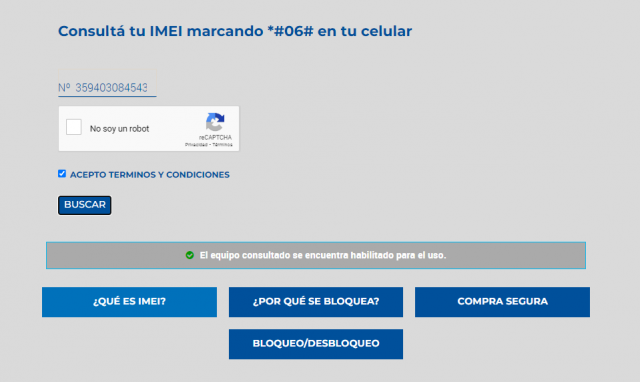 Consultá tu IMEI marcando *#06# en tu celular
Nº 359403084543
No soy un robot
reCAPTCHA
Privacidad - Términos
ACEPTO TERMINOS Y CONDICIONES
BUSCAR
El equipo consultado se encuentra habilitado para el uso.
¿QUÉ ES IMEI?
¿POR QUÉ SE BLOQUEA?
COMPRA SEGURA
BLOQUEO/DESBLOQUEO